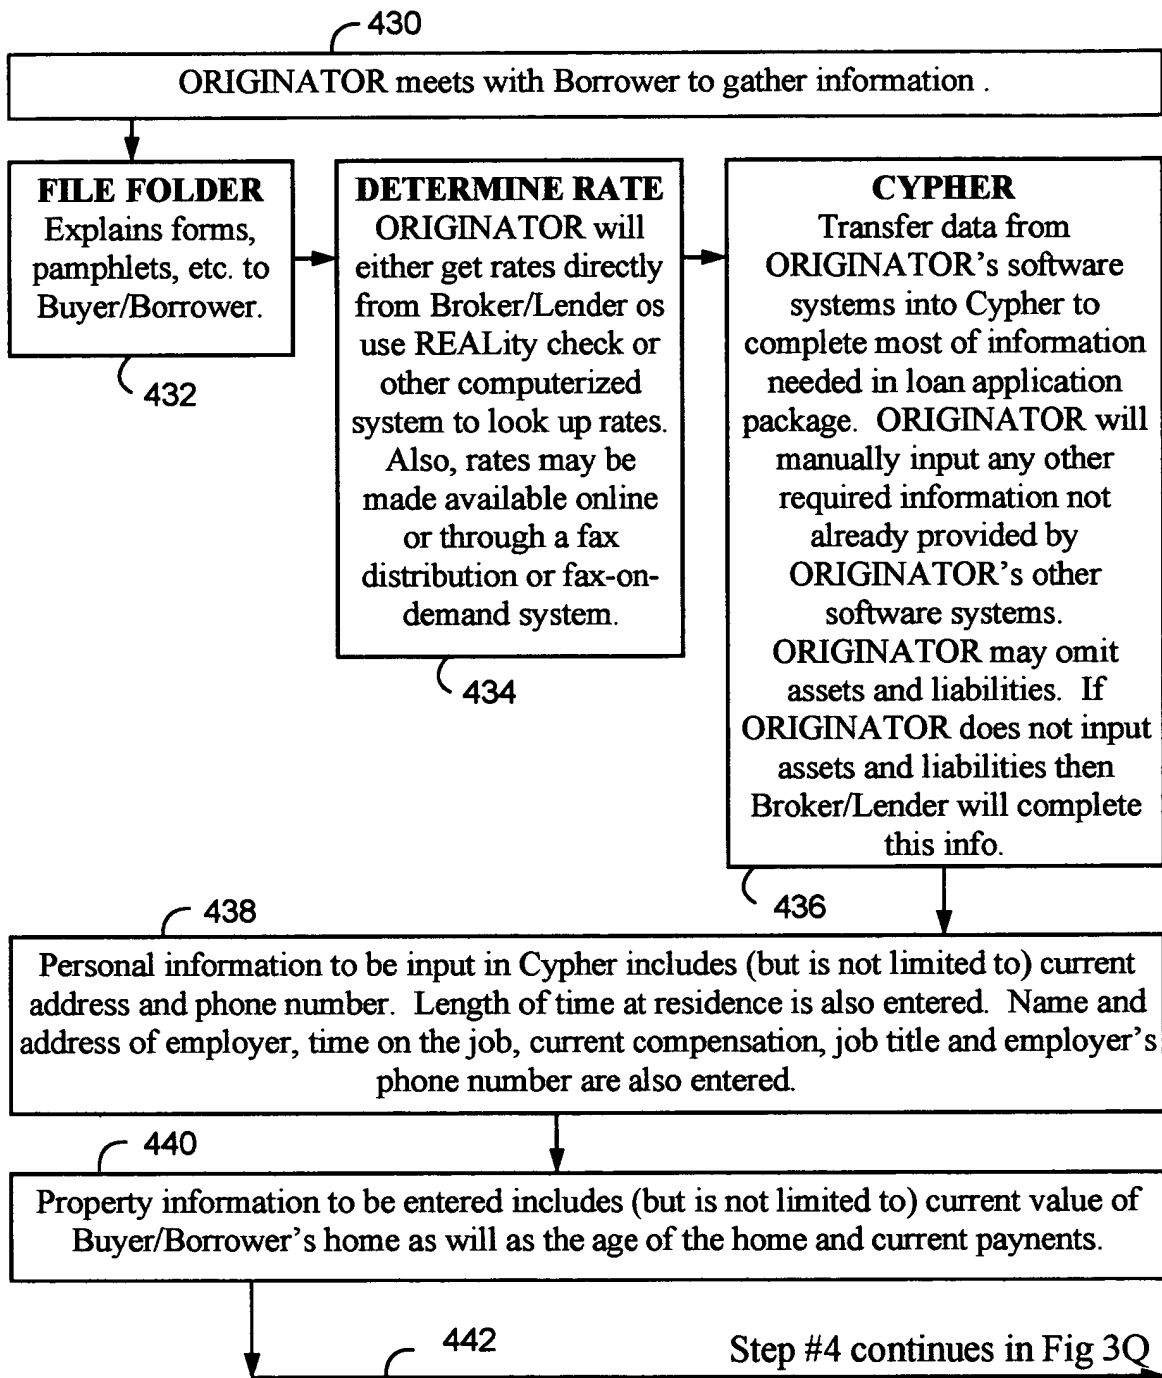 430
ORIGINATOR meets with Borrower to gather information .
FILE FOLDER
Explains forms,
pamphlets, etc. to
Buyer/Borrower.
432
DETERMINE RATE
ORIGINATOR will
either get rates directly
from Broker/Lender os
use REALity check or
other computerized
system to look up rates.
Also, rates may be
made available online
or through a fax
distribution or fax-on-
demand system.
434
CYPHER
Transfer data from
ORIGINATOR's software
systems into Cypher to
complete most of information
needed in loan application
package. ORIGINATOR will
manually input any other
required information not
already provided by
ORIGINATOR's other
software systems.
ORIGINATOR may omit
assets and liabilities. If
ORIGINATOR does not input
assets and liabilities then
Broker/Lender will complete
this info.
436
438
Personal information to be input in Cypher includes (but is not limited to) current
address and phone number. Length of time at residence is also entered. Name and
address of employer, time on the job, current compensation, job title and employer's
phone number are also entered.
440
Property information to be entered includes (but is not limited to) current value of
Buyer/Borrower's home as will as the age of the home and current paynents.
442
Step #4 continues in Fig 3Q